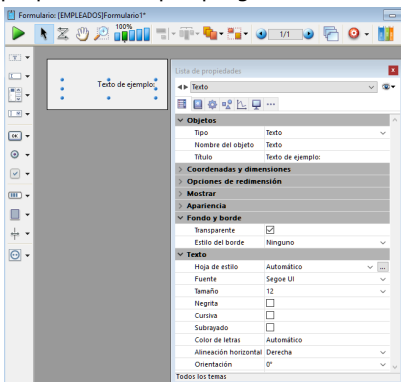 Formulario: [EMPLEADOS]Formulario1*
100%
1/1
Texto de ejemplo:
Lista de propiedades
Texto
Objetos
Tipo Texto
Nombre del objeto Texto
Título Texto de ejemplo:
Coordenadas y dimensiones
Opciones de redimensión
Mostrar
Apariencia
Fondo y borde
Transparente
Estilo del borde Ninguno
Texto
Hoja de estilo Automático
Fuente Segoe UI
Tamaño 12
Negrita
Cursiva
Subrayado
Color de letras Automático
Alineación horizontal Derecha
Orientación 0°
Todos los temas